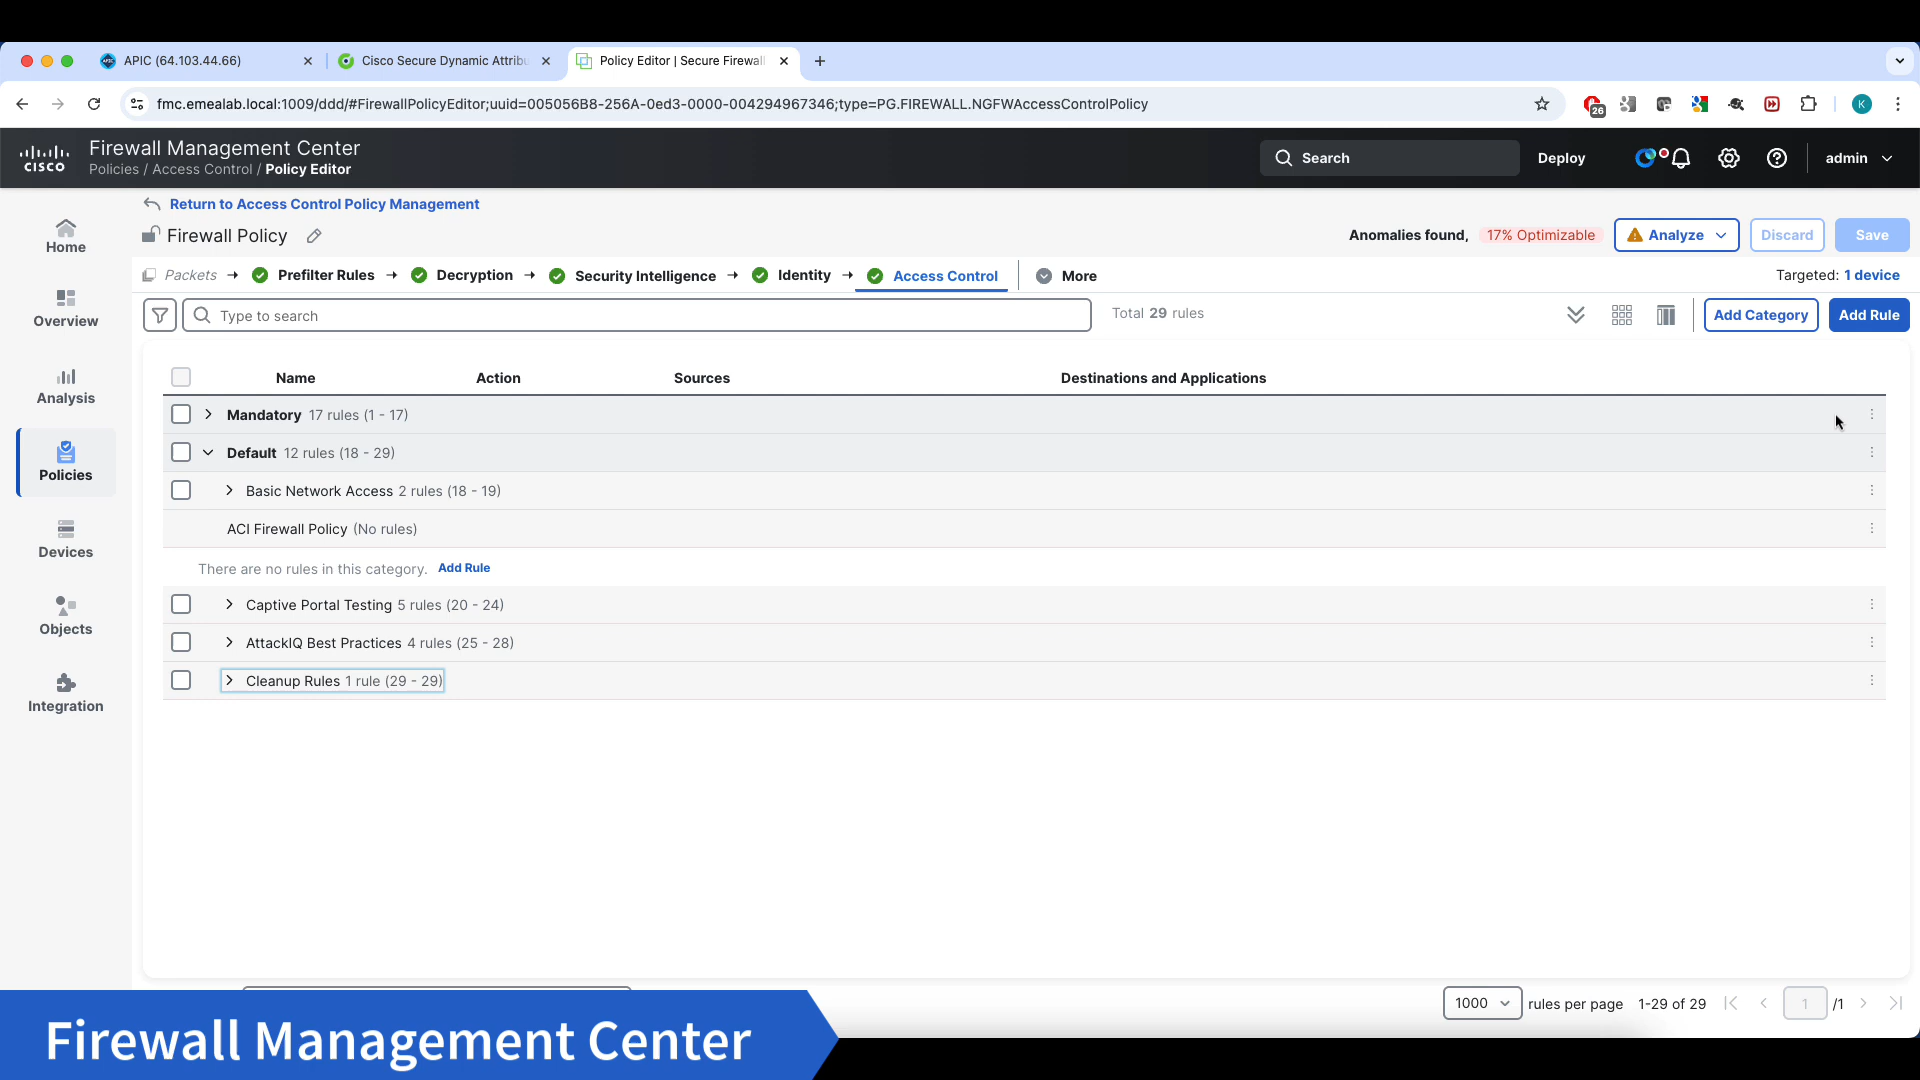 APIC (64.103.44.66)
Cisco Secure Dynamic Attribu
Policy Editor | Secure Firewall
fmc.emealab.local:1009/ddd/#FirewallPolicyEditor;uuid=005056B8-256A-0ed3-0000-004294967346;type=PG.FIREWALL.NGFWAccessControlPolicy
26
K
CISCO
Firewall Management Center
Policies / Access Control / Policy Editor
Search
Deploy
admin
Return to Access Control Policy Management
Firewall Policy
Anomalies found, 17% Optimizable
Analyze
Discard
Save
Packets
Prefilter Rules
Decryption
Security Intelligence
Identity
Access Control
More
Targeted: 1 device
Type to search
Total 29 rules
Add Category
Add Rule
Home
Overview
Analysis
Policies
Devices
Objects
Integration
Name
Action
Sources
Destinations and Applications
Mandatory 17 rules (1 - 17)
Default 12 rules (18 - 29)
Basic Network Access 2 rules (18 - 19)
ACI Firewall Policy (No rules)
There are no rules in this category. Add Rule
Captive Portal Testing 5 rules (20 - 24)
AttackIQ Best Practices 4 rules (25 - 28)
Cleanup Rules 1 rule (29 - 29)
1000
rules per page
1-29 of 29
1
/1
Firewall Management Center